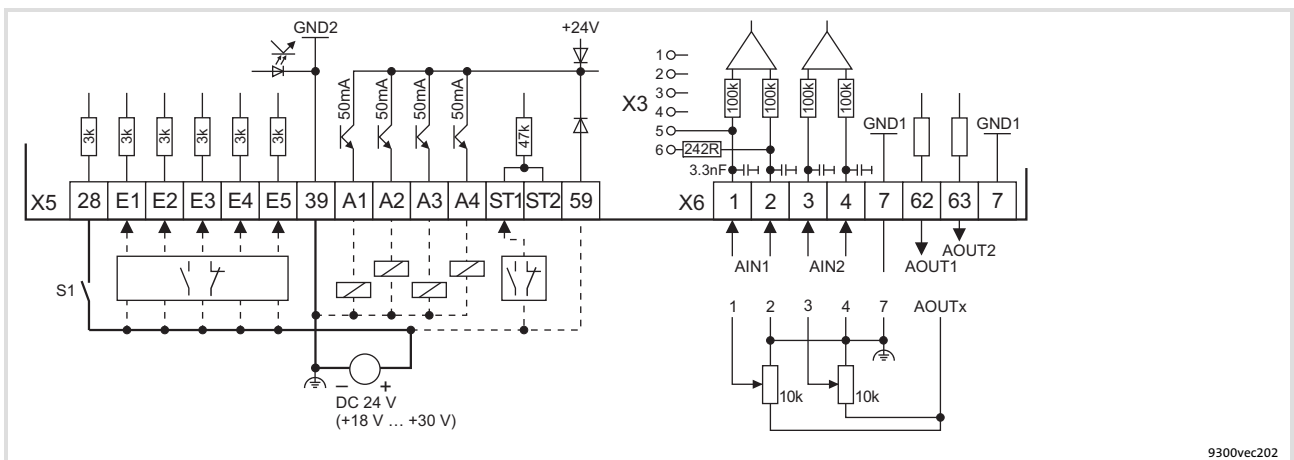 GND2
+24V
50mA
50mA
50mA
50mA
3k
3k
3k
3k
3k
3k
47k
X5 28 E1 E2 E3 E4 E5 39 A1 A2 A3 A4 ST1 ST2 59
S1
– +
DC 24 V
(+18 V … +30 V)
X3
1
2
3
4
5
6
242R
100k
100k
100k
100k
3.3nF
GND1
GND1
X6 1 2 3 4 7 62 63 7
AIN1
AIN2
AOUT1
AOUT2
1 2 3 4 7 AOUTx
10k
10k
9300vec202